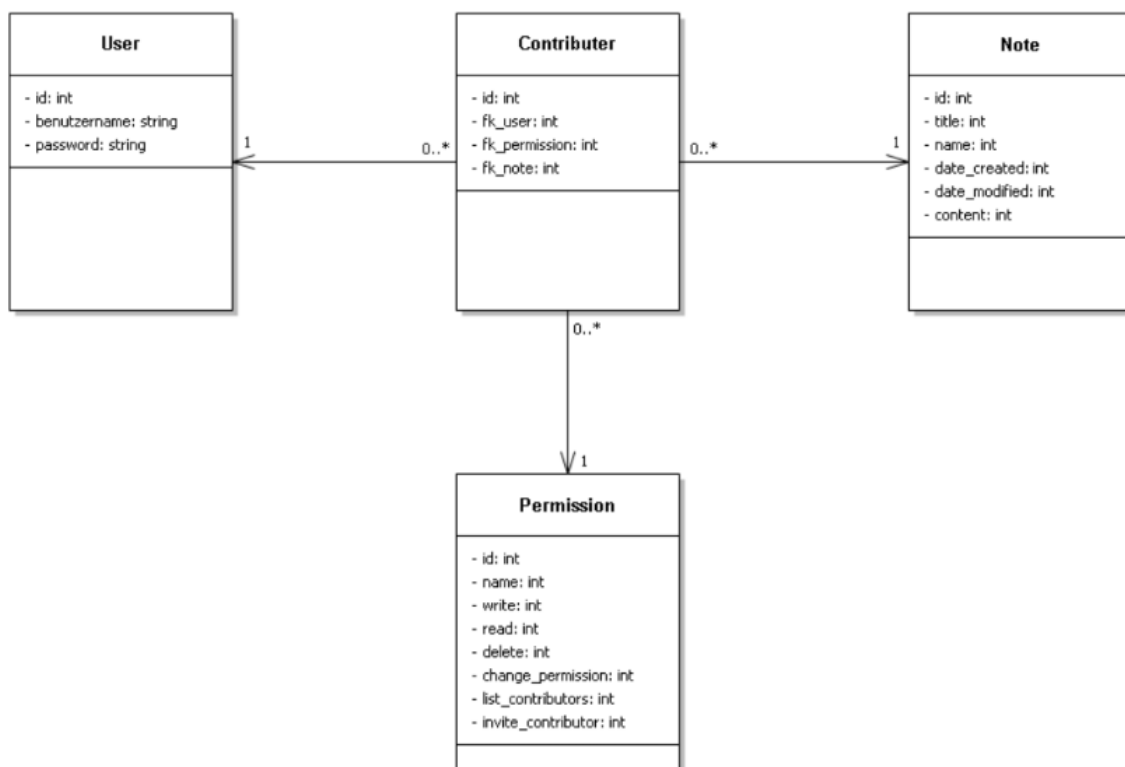 User
- id: int
- benutzername: string
- password: string
1
0..*
Contributer
- id: int
- fk_user: int
- fk_permission: int
- fk_note: int
0..*
1
Note
- id: int
- title: int
- name: int
- date_created: int
- date_modified: int
- content: int
0..*
1
Permission
- id: int
- name: int
- write: int
- read: int
- delete: int
- change_permission: int
- list_contributors: int
- invite_contributor: int